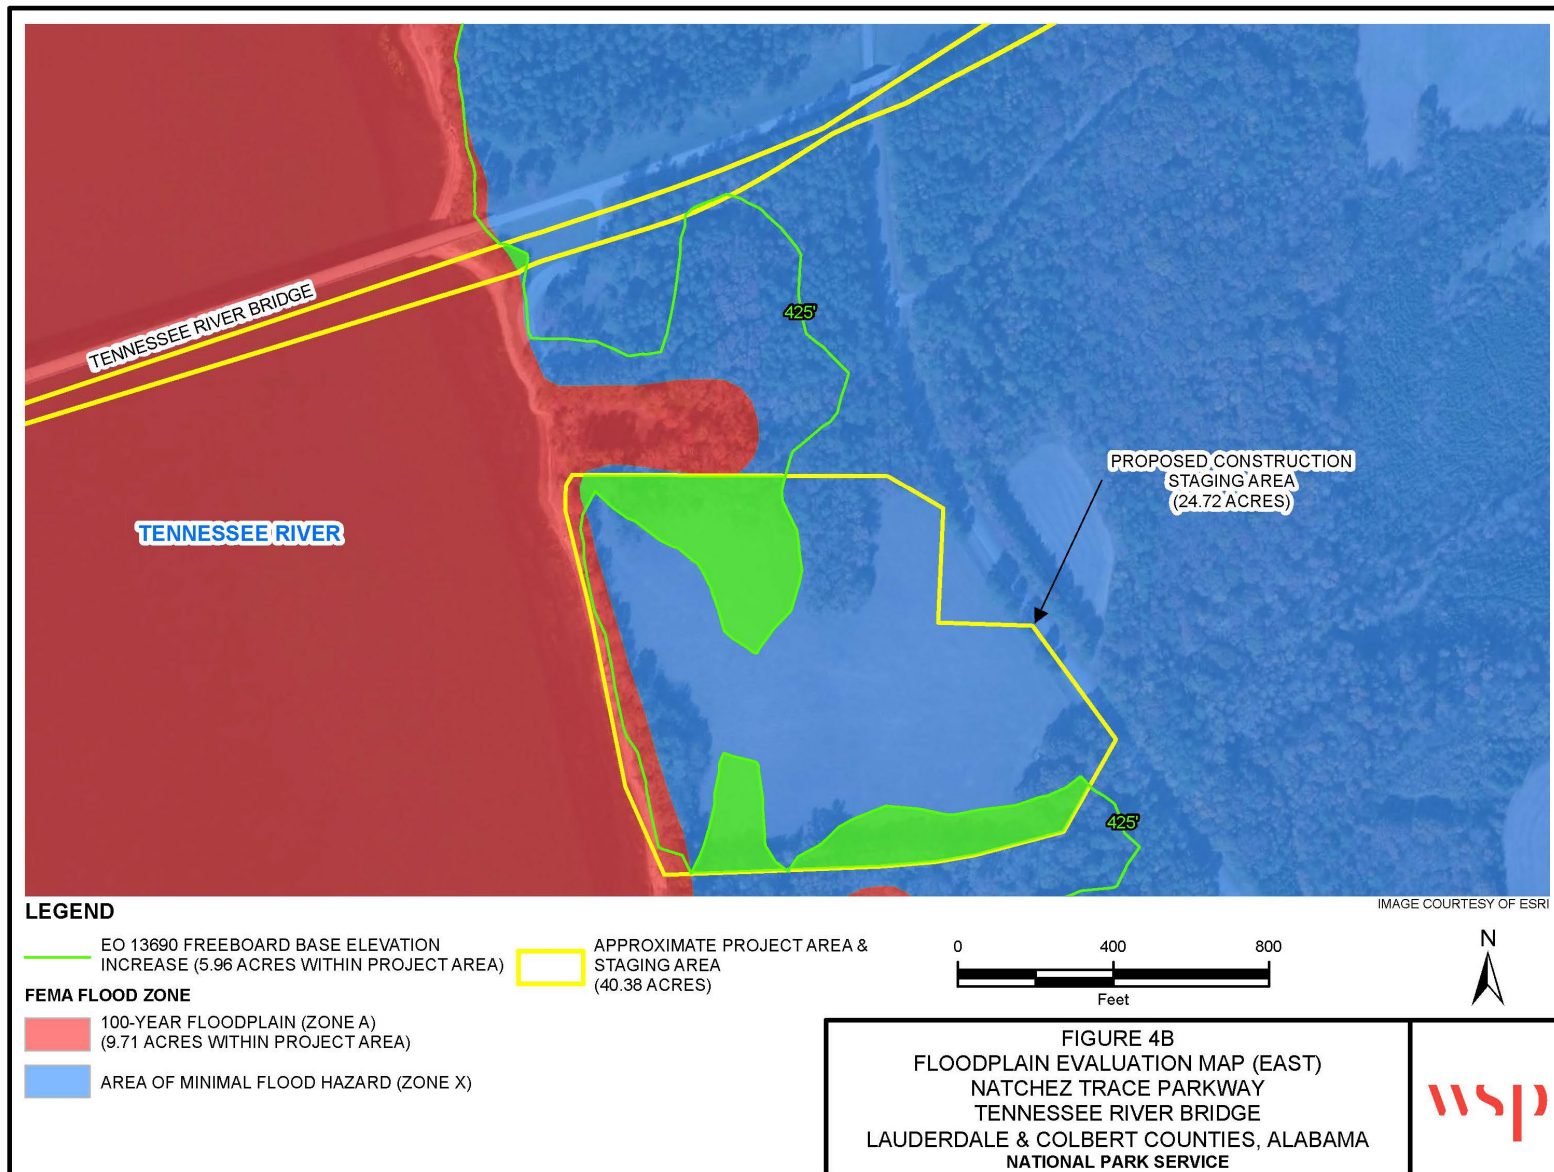 TENNESSEE RIVER BRIDGE
425'
PROPOSED CONSTRUCTION
STAGING AREA
(24.72 ACRES)
TENNESSEE RIVER
425'
IMAGE COURTESY OF ESRI
LEGEND
EO 13690 FREEBOARD BASE ELEVATION
INCREASE (5.96 ACRES WITHIN PROJECT AREA)
APPROXIMATE PROJECT AREA &
STAGING AREA
(40.38 ACRES)
FEMA FLOOD ZONE
100-YEAR FLOODPLAIN (ZONE A)
(9.71 ACRES WITHIN PROJECT AREA)
AREA OF MINIMAL FLOOD HAZARD (ZONE X)
0 400 800
Feet
N
FIGURE 4B
FLOODPLAIN EVALUATION MAP (EAST)
NATCHEZ TRACE PARKWAY
TENNESSEE RIVER BRIDGE
LAUDERDALE & COLBERT COUNTIES, ALABAMA
NATIONAL PARK SERVICE
wsp